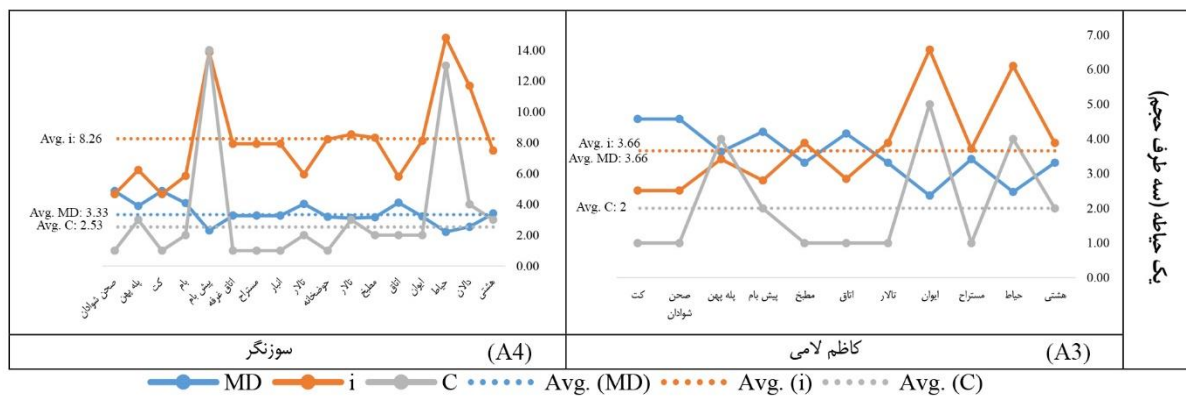 14.00
12.00
10.00
8.00
6.00
4.00
2.00
0.00
Avg. i: 8.26
Avg. MD: 3.33
Avg. C: 2.53
صحن شوادان
پله پهن
کت
بام
پیش بام
اتاق غرفه
مستراح
انبار
تالار
حوضخانه
تالار
مطبخ
اتاق
ایوان
حیاط
دالان
هشتی
سوزنگر
(A4)
7.00
6.00
5.00
4.00
3.00
2.00
1.00
0.00
Avg. i: 3.66
Avg. MD: 3.66
Avg. C: 2
کت
صحن
شوادان
پله پهن
پیش بام
مطبخ
اتاق
تالار
ایوان
مستراح
حیاط
هشتی
کاظم لامی
(A3)
یک حیاطه (سه طرف حجم)
MD i C Avg. (MD) Avg. (i) Avg. (C)